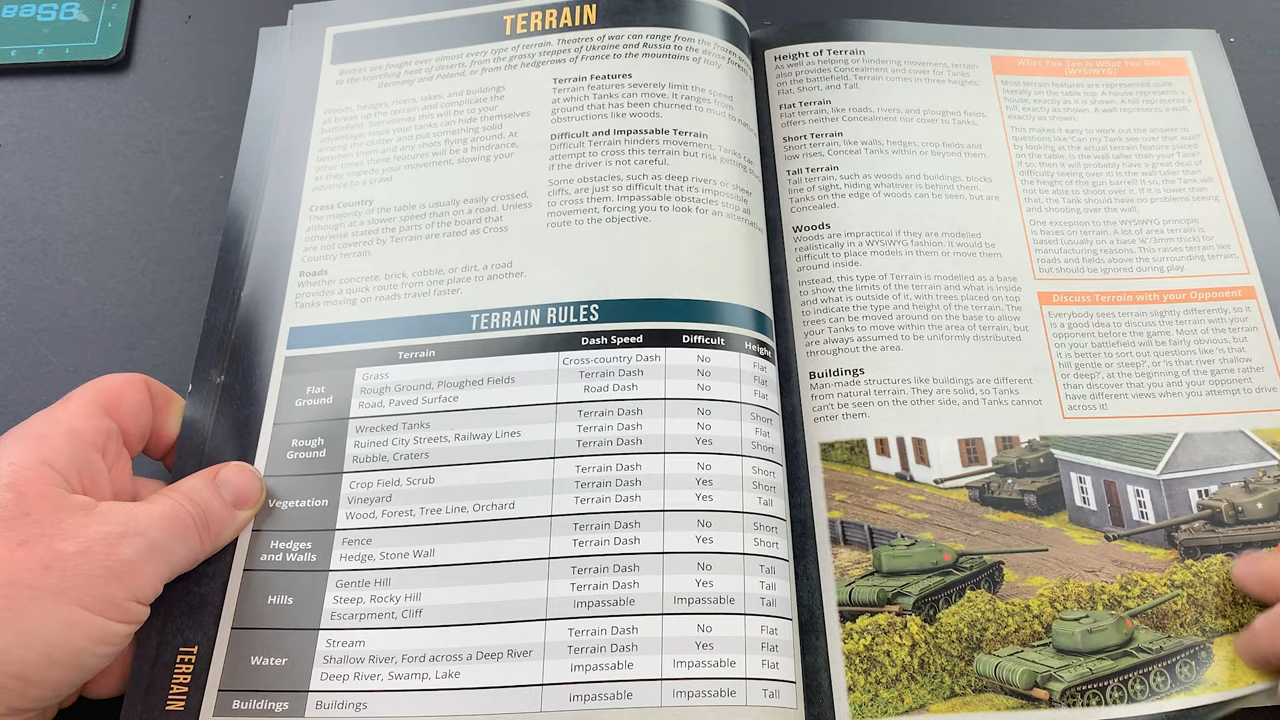 TERRAIN
Battles are fought over almost every type of terrain. Theatres of war can range from the frozen
to the scorching heat of deserts, from the grassy steppes of Ukraine and Russia to the dense
Germany and Poland, or from the hedgerows of France to the mountains of Italy.
Woods, hedges, rivers, lakes, and buildings
all break up the terrain and complicate the
battlefield. Sometimes this will be to your
advantage, since your tanks can hide themselves
using the clutter and put something solid
between them and any shots flying around. At
other times these features will be a hindrance,
as they impede your movement, slowing your
advance to a crawl.
Cross Country
The majority of the table is usually easily crossed,
although at a slower speed than on a road. Unless
otherwise stated the parts of the board that
are not covered by Terrain are rated as Cross
Country terrain.
Roads
Whether concrete, brick, cobble, or dirt, a road
provides a quick route from one place to another.
Tanks moving on roads travel faster.
Terrain Features
Terrain features severely limit the speed
at which Tanks can move. It ranges from
ground that has been churned to mud to natural
obstructions like woods.
Difficult and Impassable Terrain
Difficult Terrain hinders movement. Tanks can
attempt to cross this terrain but risk getting
if the driver is not careful.
Some obstacles, such as deep rivers or sheer
cliffs, are just so difficult that it's impossible
to cross them. Impassable obstacles stop all
movement, forcing you to look for an alternative
route to the objective.
TERRAIN RULES
Terrain Dash Speed Difficult Height
Flat Ground
Grass Cross-country Dash No Flat
Rough Ground, Ploughed Fields Terrain Dash No Flat
Road, Paved Surface Road Dash No Flat
Rough Ground
Wrecked Tanks Terrain Dash No Short
Ruined City Streets, Railway Lines Terrain Dash No Flat
Rubble, Craters Terrain Dash Yes Short
Vegetation
Crop Field, Scrub Terrain Dash No Short
Vineyard Terrain Dash Yes Short
Wood, Forest, Tree Line, Orchard Terrain Dash Yes Tall
Hedges and Walls
Fence Terrain Dash No Short
Hedge, Stone Wall Terrain Dash Yes Short
Hills
Gentle Hill Terrain Dash No Tall
Steep, Rocky Hill Terrain Dash Yes Tall
Escarpment, Cliff Impassable Impassable Tall
Water
Stream Terrain Dash No Flat
Shallow River, Ford across a Deep River Terrain Dash Yes Flat
Deep River, Swamp, Lake Impassable Impassable Flat
Buildings
Buildings Impassable Impassable Tall
TERRAIN
Height of Terrain
As well as helping or hindering movement, terrain
also provides Concealment and cover for Tanks
on the battlefield. Terrain comes in three heights:
Flat, Short, and Tall.
Flat Terrain
Flat terrain, like roads, rivers, and ploughed fields,
offers neither Concealment nor cover to Tanks.
Short Terrain
Short terrain, like walls, hedges, crop fields and
low rises, Conceal Tanks within or beyond them.
Tall Terrain
Tall terrain, such as woods and buildings, blocks
line of sight, hiding whatever is behind them.
Tanks on the edge of woods can be seen, but are
Concealed.
Woods
Woods are impractical if they are modelled
realistically in a WYSIWYG fashion. It would be
difficult to place models in them or move them
around inside.
Instead, this type of Terrain is modelled as a base
to show the limits of the terrain and what is inside
and what is outside of it, with trees placed on top
to indicate the type and height of the terrain. The
trees can be moved around on the base to allow
your Tanks to move within the area of terrain, but
are always assumed to be uniformly distributed
throughout the area.
Buildings
Man-made structures like buildings are different
from natural terrain. They are solid, so Tanks
can't be seen on the other side, and Tanks cannot
enter them.
What You See Is What You Get
(WYSIWYG)
Most terrain features are represented quite
literally on the table top. A house represents a
house, exactly as it is shown. A hill represents a
hill, exactly as shown. A wall represents a wall,
exactly as shown.
This makes it easy to work out the answer to
questions like 'Can my Tank see over that wall?'
by looking at the actual terrain feature placed
on the table. Is the wall taller than your Tank?
If so, then it will probably have a great deal of
difficulty seeing over it! Is the wall taller than
the height of the gun barrel? If so, the Tank will
not be able to shoot over it. If it is lower than
that, the Tank should have no problems seeing
and shooting over the wall.
One exception to the WYSIWYG principle
is bases on terrain. A lot of area terrain is
based (usually on a base ⅛"/3mm thick) for
manufacturing reasons. This raises terrain like
roads and fields above the surrounding terrain,
but should be ignored during play.
Discuss Terrain with your Opponent
Everybody sees terrain slightly differently, so it
is a good idea to discuss the terrain with your
opponent before the game. Most of the terrain
on your battlefield will be fairly obvious, but
it is better to sort out questions like 'is that
hill gentle or steep?', or 'is that river shallow
or deep?', at the beginning of the game rather
than discover that you and your opponent
have different views when you attempt to drive
across it!